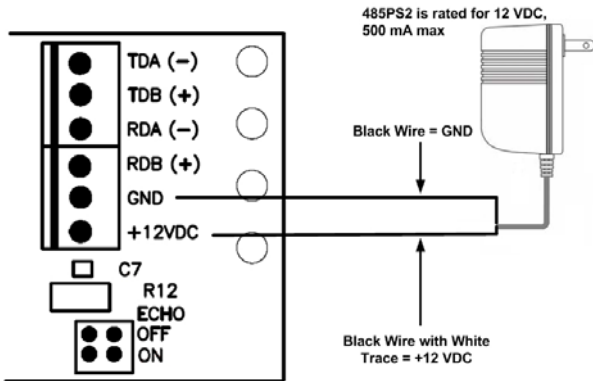 485PS2 is rated for 12 VDC,
500 mA max
TDA (−)
TDB (+)
RDA (−)
RDB (+)
GND
+12VDC
Black Wire = GND
C7
R12
ECHO
OFF
ON
Black Wire with White
Trace = +12 VDC